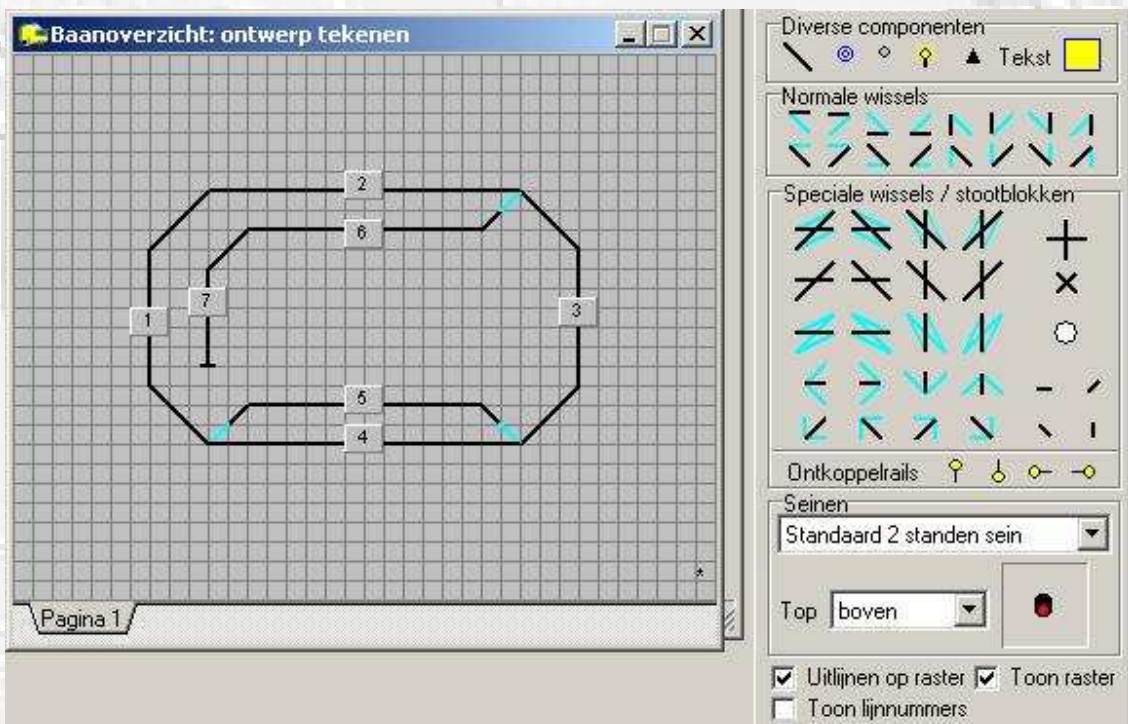 Baanoverzicht: ontwerp tekenen
2
6
7
1
3
5
4
*
Pagina 1
Diverse componenten
Tekst
Normale wissels
Speciale wissels / stootblokken
Ontkoppelrails
Seinen
Standaard 2 standen sein
Top boven
Uitlijnen op raster Toon raster
Toon lijnnummers